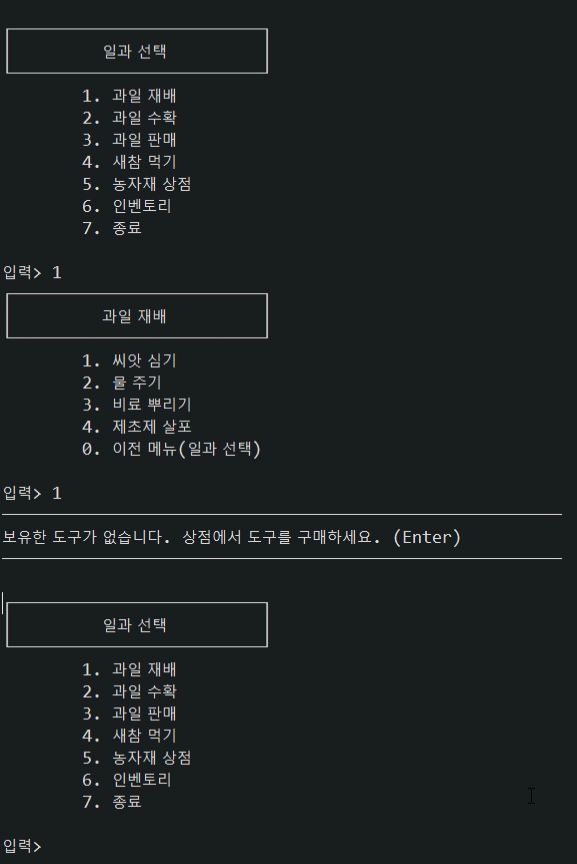 일과 선택
1. 과일 재배
2. 과일 수확
3. 과일 판매
4. 새참 먹기
5. 농자재 상점
6. 인벤토리
7. 종료
입력> 1
과일 재배
1. 씨앗 심기
2. 물 주기
3. 비료 뿌리기
4. 제초제 살포
0. 이전 메뉴(일과 선택)
입력> 1
보유한 도구가 없습니다. 상점에서 도구를 구매하세요. (Enter)
일과 선택
1. 과일 재배
2. 과일 수확
3. 과일 판매
4. 새참 먹기
5. 농자재 상점
6. 인벤토리
7. 종료
입력>